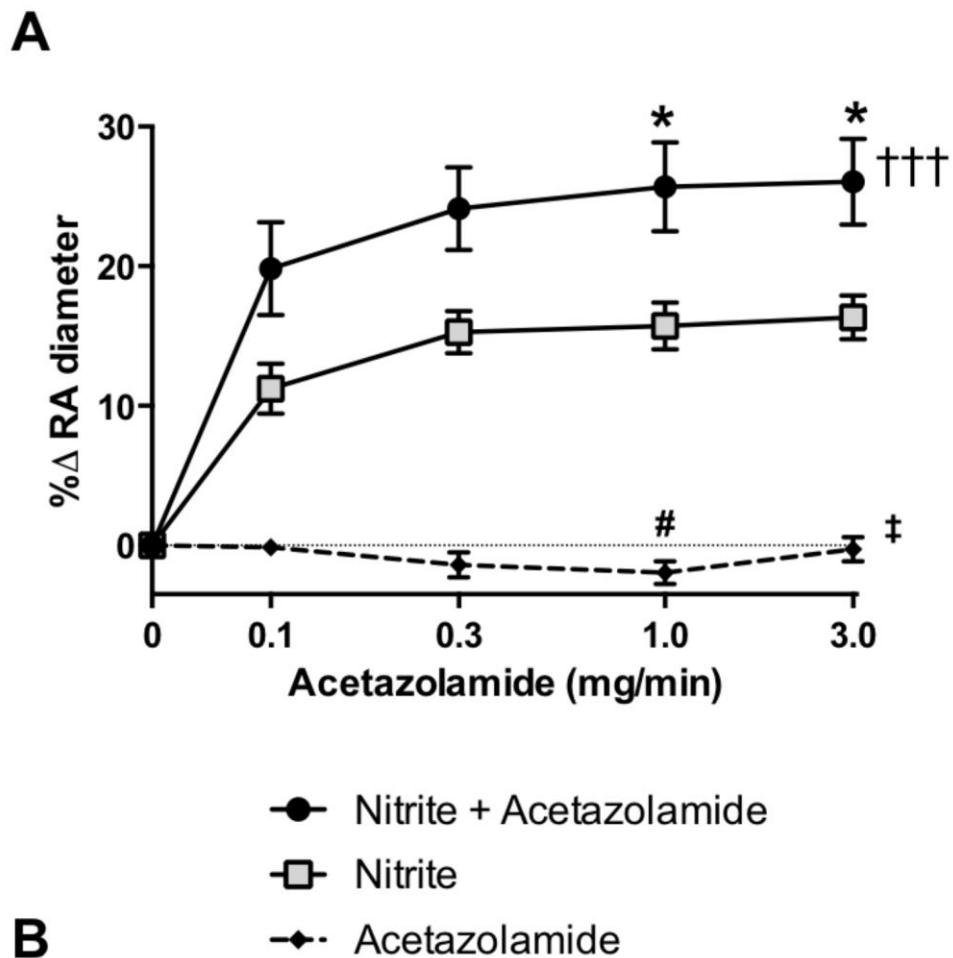 A
* *
†††
30
20
10
0
%Δ RA diameter
# ‡
0 0.1 0.3 1.0 3.0
Acetazolamide (mg/min)
Nitrite + Acetazolamide
Nitrite
Acetazolamide
B